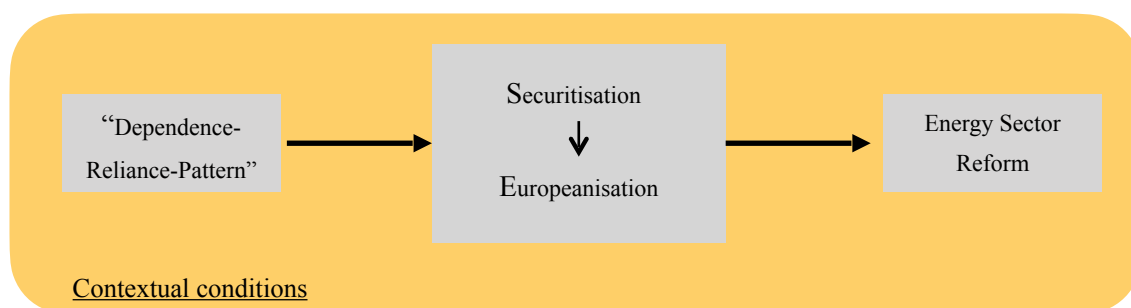 “Dependence-
Reliance-Pattern”
Securitisation
Europeanisation
Energy Sector
Reform
Contextual conditions